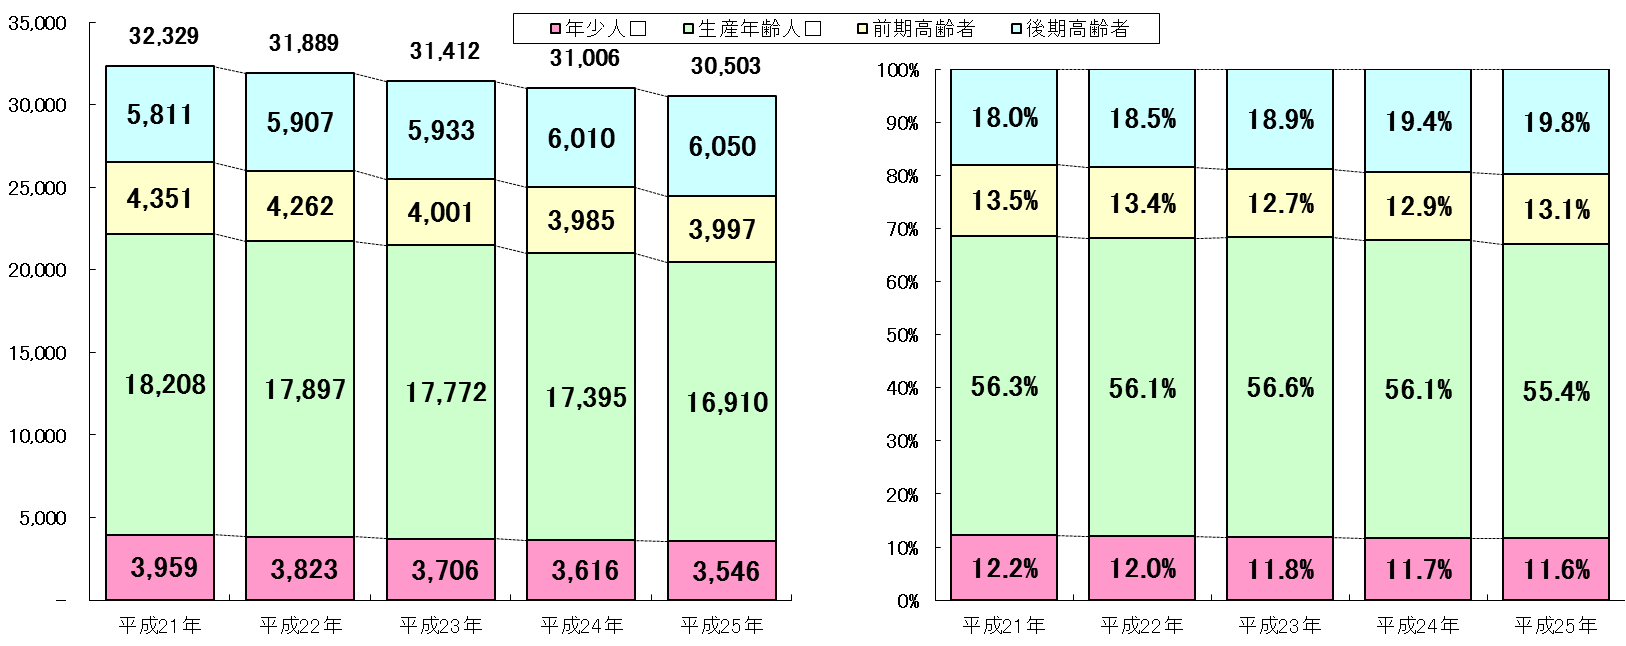 年少人口 生産年齢人口 前期高齢者 後期高齢者
35,000
30,000
25,000
20,000
15,000
10,000
5,000
－
32,329 31,889 31,412 31,006 30,503
5,811 5,907 5,933 6,010 6,050
4,351 4,262 4,001 3,985 3,997
18,208 17,897 17,772 17,395 16,910
3,959 3,823 3,706 3,616 3,546
平成21年 平成22年 平成23年 平成24年 平成25年
100%
90%
80%
70%
60%
50%
40%
30%
20%
10%
0%
18.0% 18.5% 18.9% 19.4% 19.8%
13.5% 13.4% 12.7% 12.9% 13.1%
56.3% 56.1% 56.6% 56.1% 55.4%
12.2% 12.0% 11.8% 11.7% 11.6%
平成21年 平成22年 平成23年 平成24年 平成25年